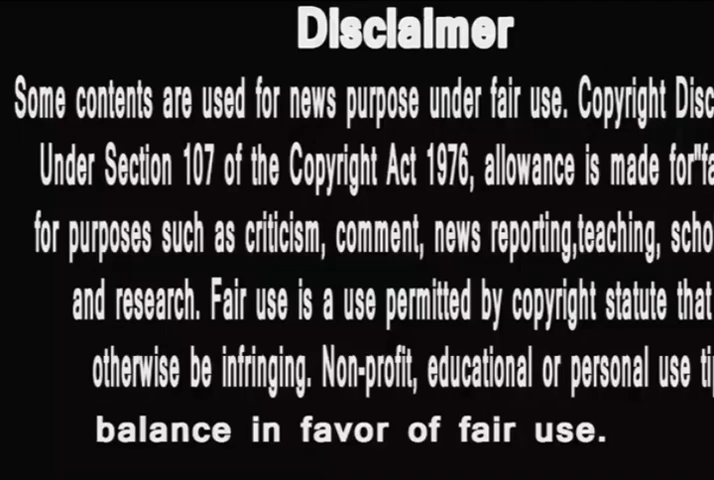 Disclaimer
Some contents are used for news purpose under fair use. Copyright
Under Section 107 of the Copyright Act 1976, allowance is made for
for purposes such as criticism, comment, news reporting,teaching,
and research. Fair use is a use permitted by copyright statute that
otherwise be infringing. Non-profit, educational or personal use
balance in favor of fair use.